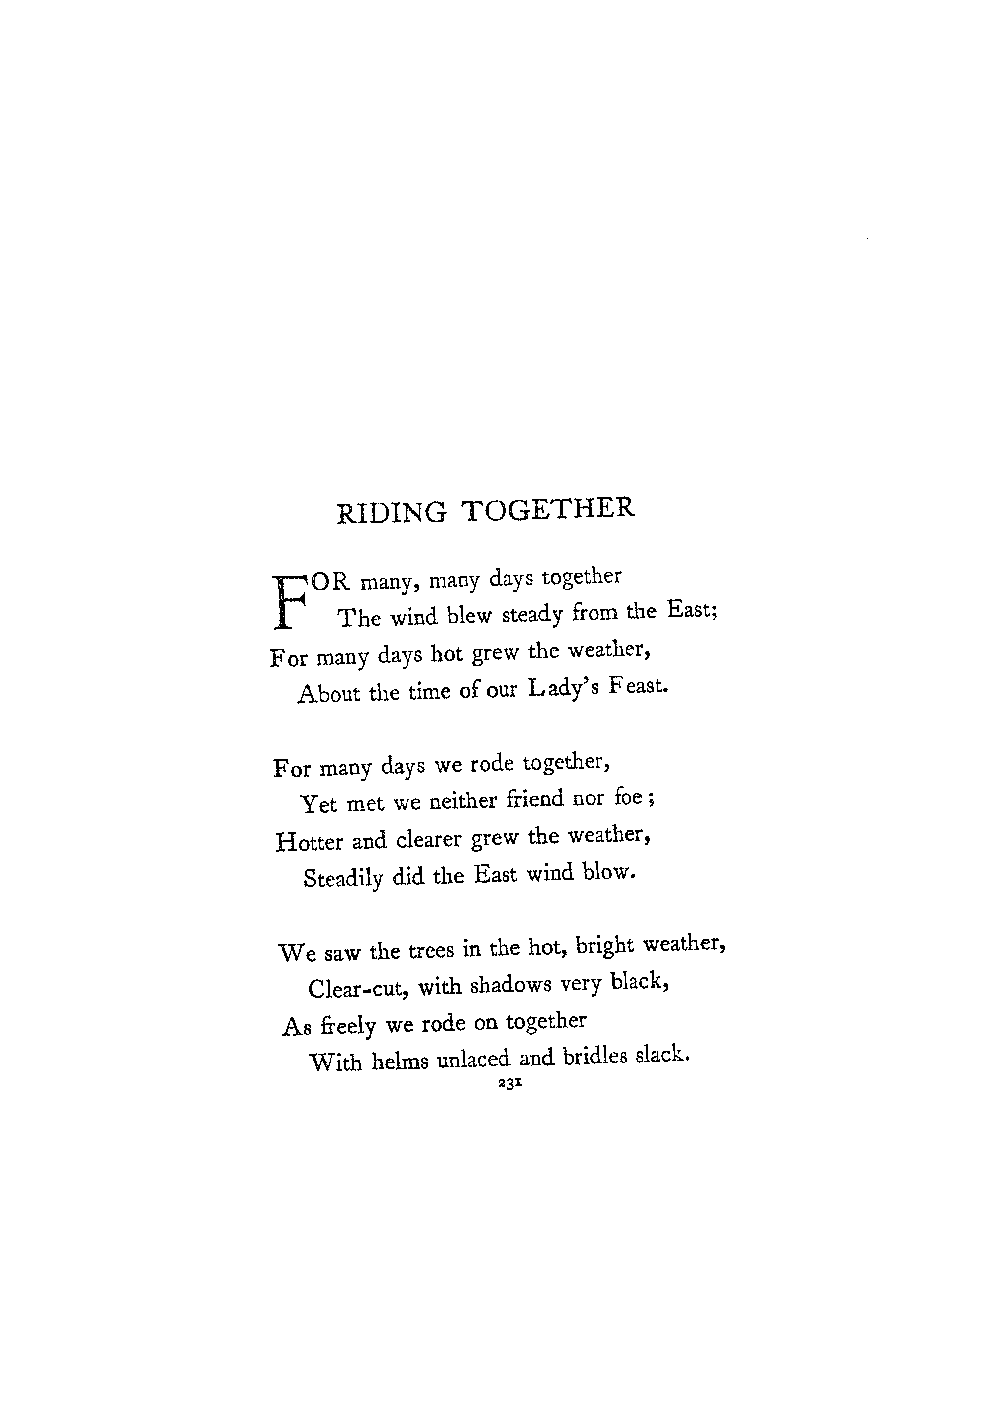 RIDING TOGETHER
FOR many, many days together
The wind blew steady from the East;
For many days hot grew the weather,
About the time of our Lady's Feast.
For many days we rode together,
Yet met we neither friend nor foe;
Hotter and clearer grew the weather,
Steadily did the East wind blow.
We saw the trees in the hot, bright weather,
Clear-cut, with shadows very black,
As freely we rode on together
With helms unlaced and bridles slack.
231